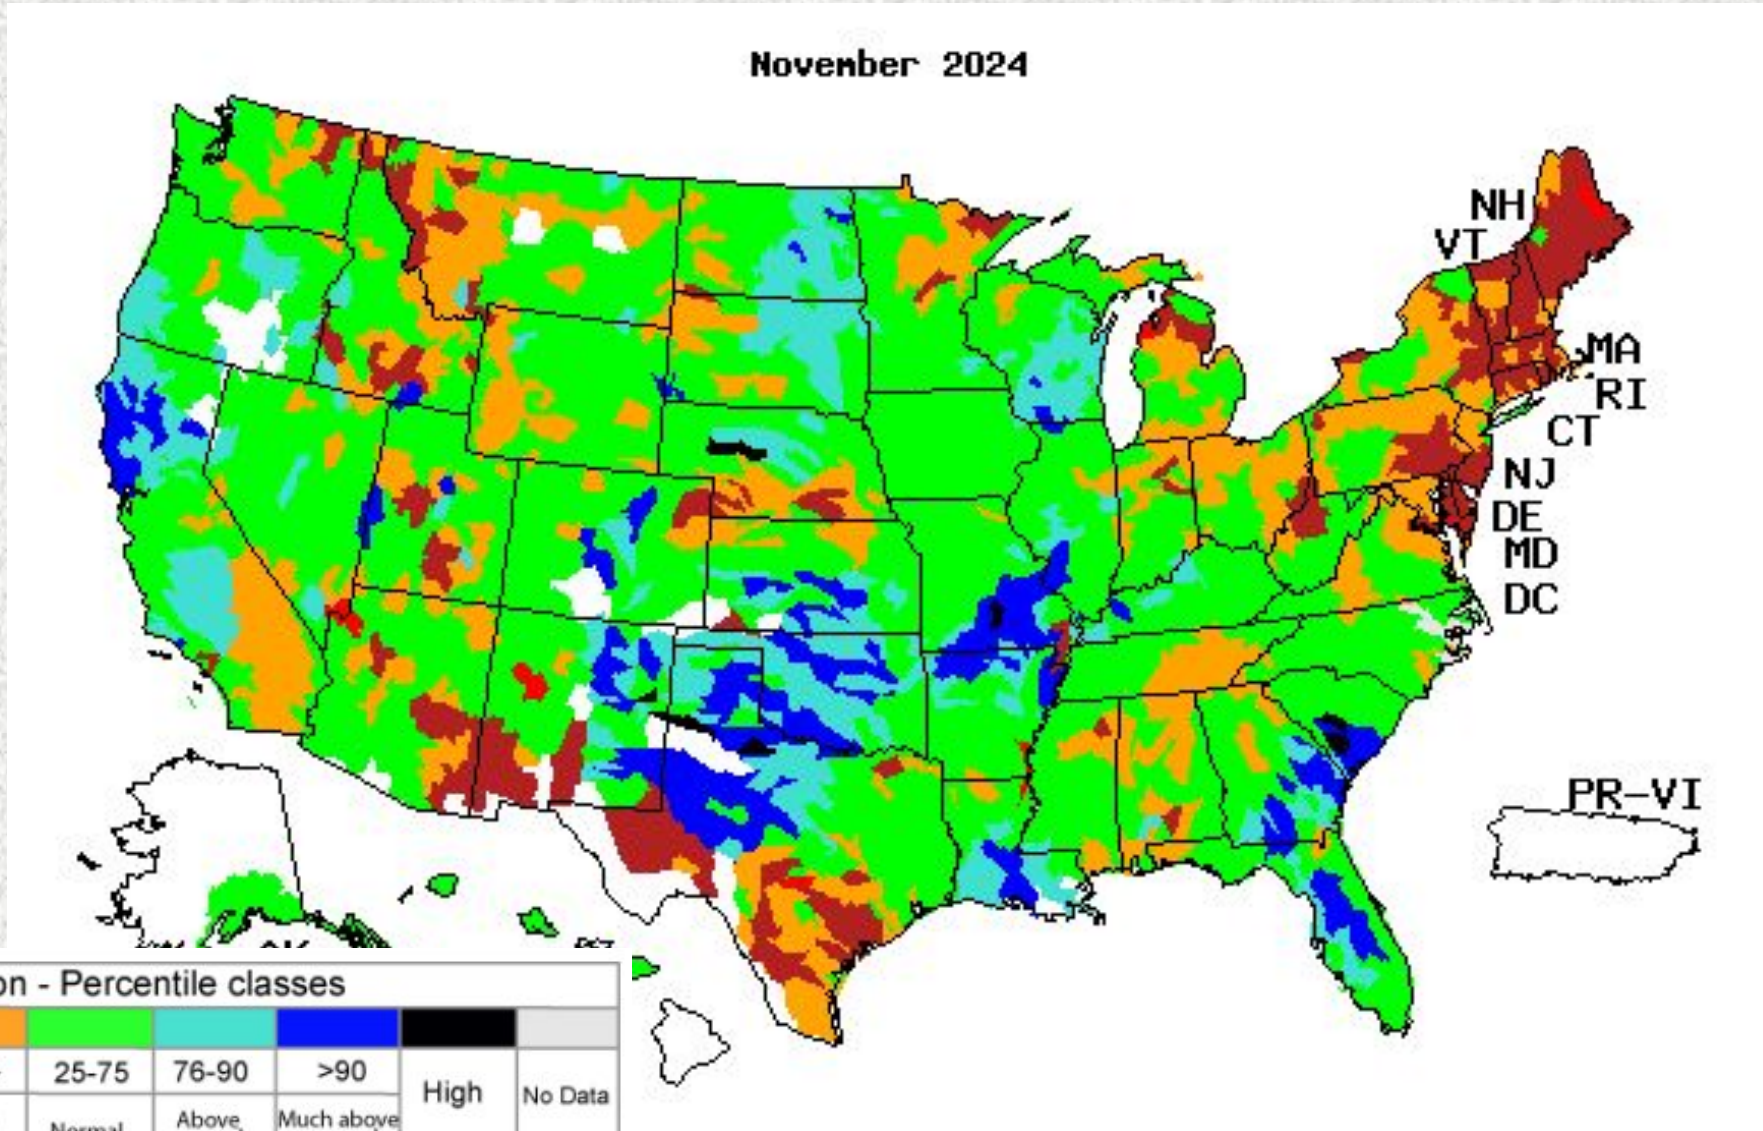 November 2024
NH
VT
MA
RI
CT
NJ
DE
MD
DC
PR-VI
on - Percentile classes
25-75 76-90 >90 High No Data
Normal Above Much above